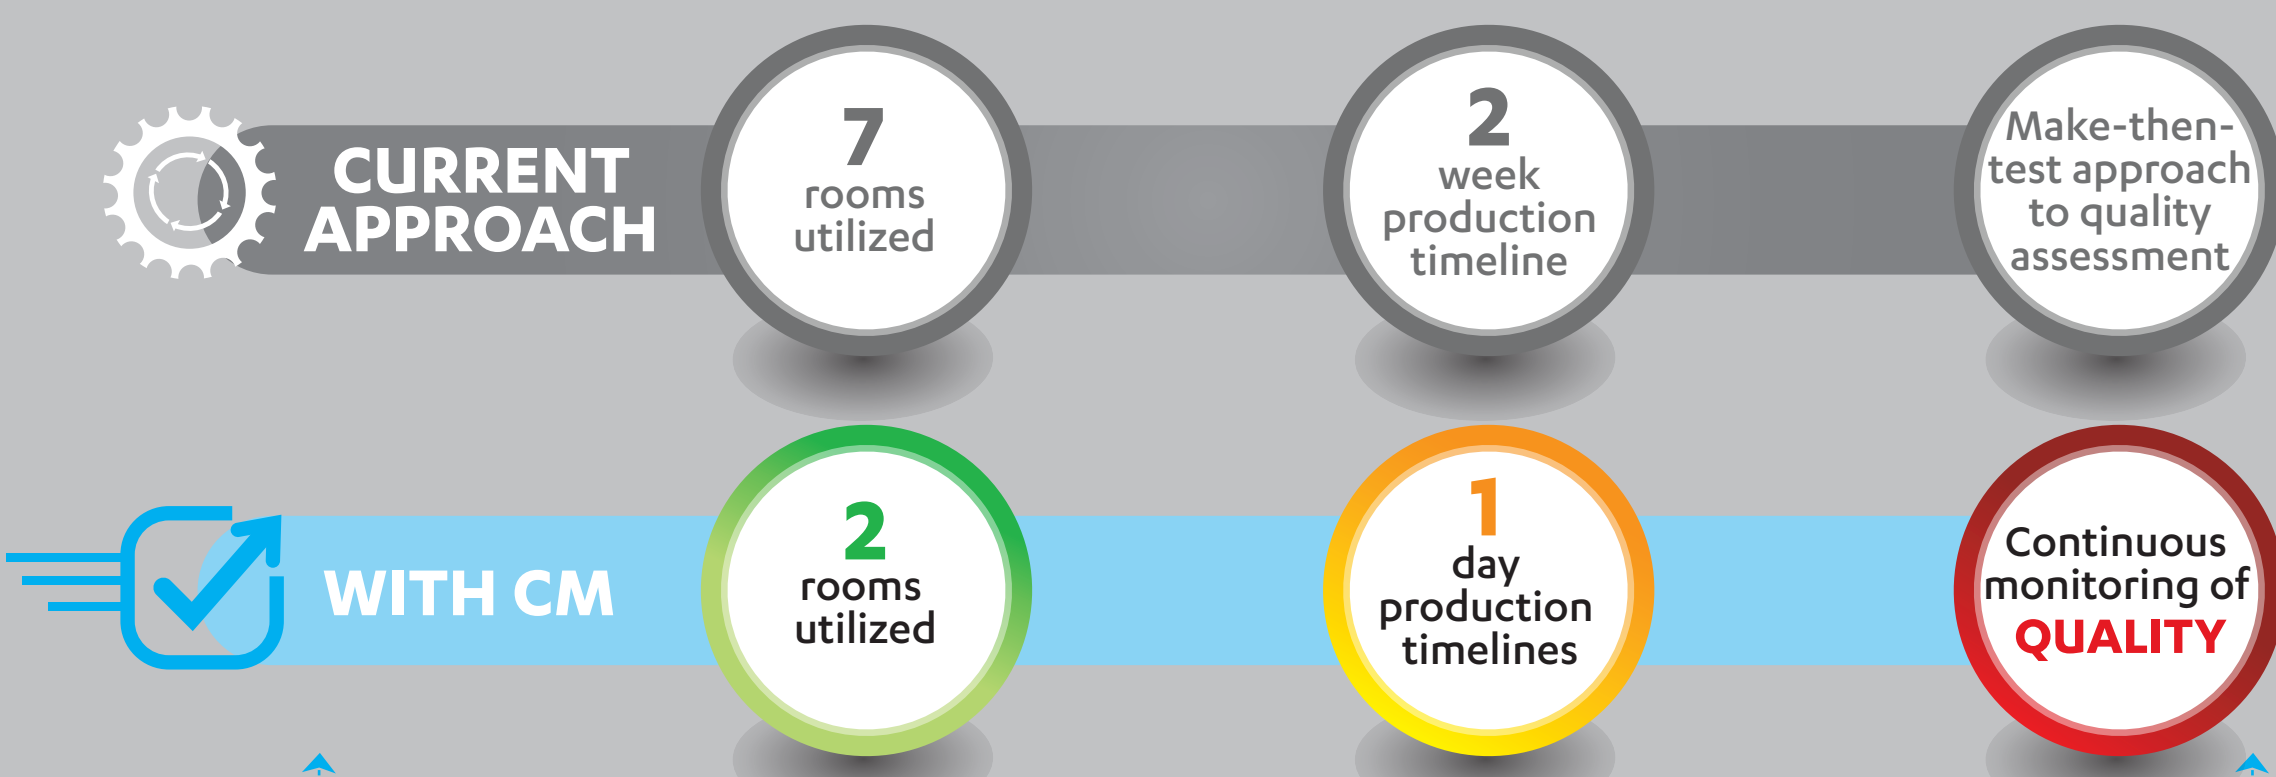 CURRENT
APPROACH
7
rooms
utilized
2
week
production
timeline
Make-then-
test approach
to quality
assessment
WITH CM
2
rooms
utilized
1
day
production
timelines
Continuous
monitoring of
QUALITY